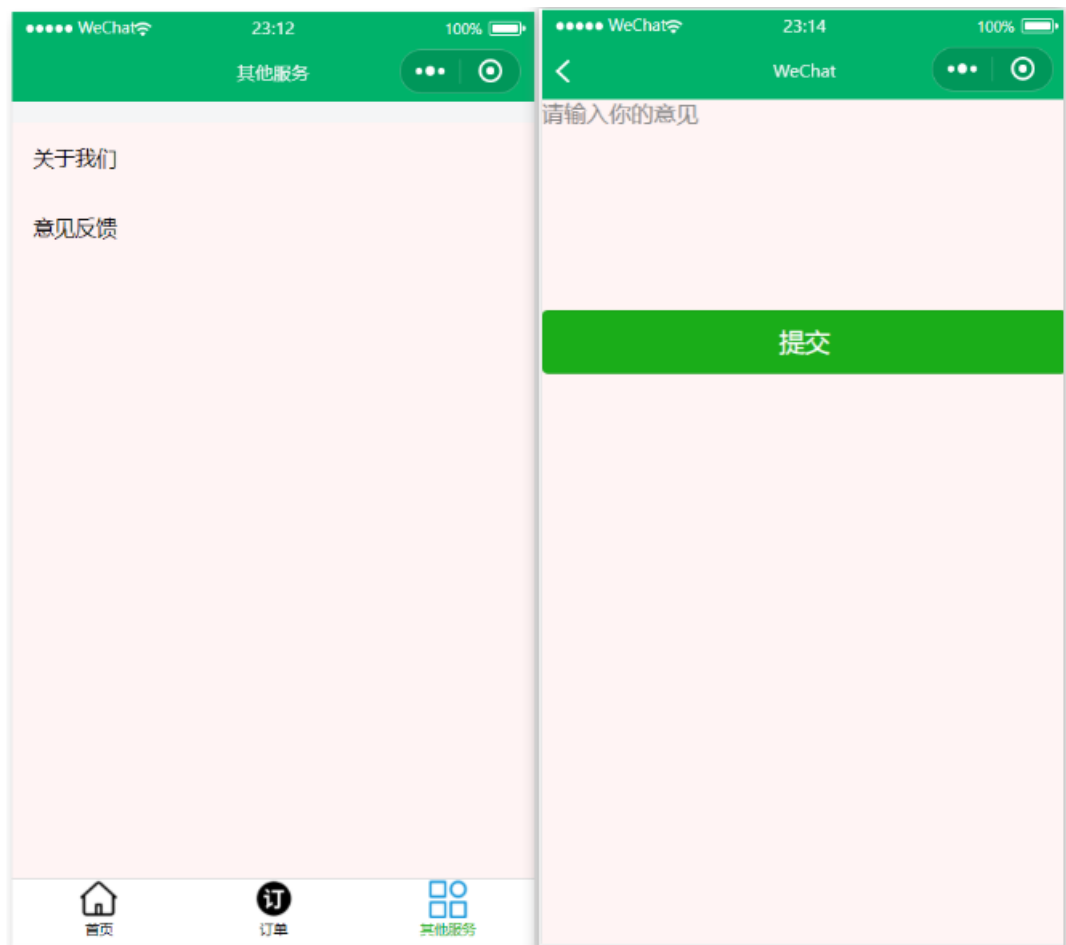 WeChat 23:12 100%
其他服务
关于我们
意见反馈
订
首页 订单 其他服务
WeChat 23:14 100%
WeChat
请输入你的意见
提交